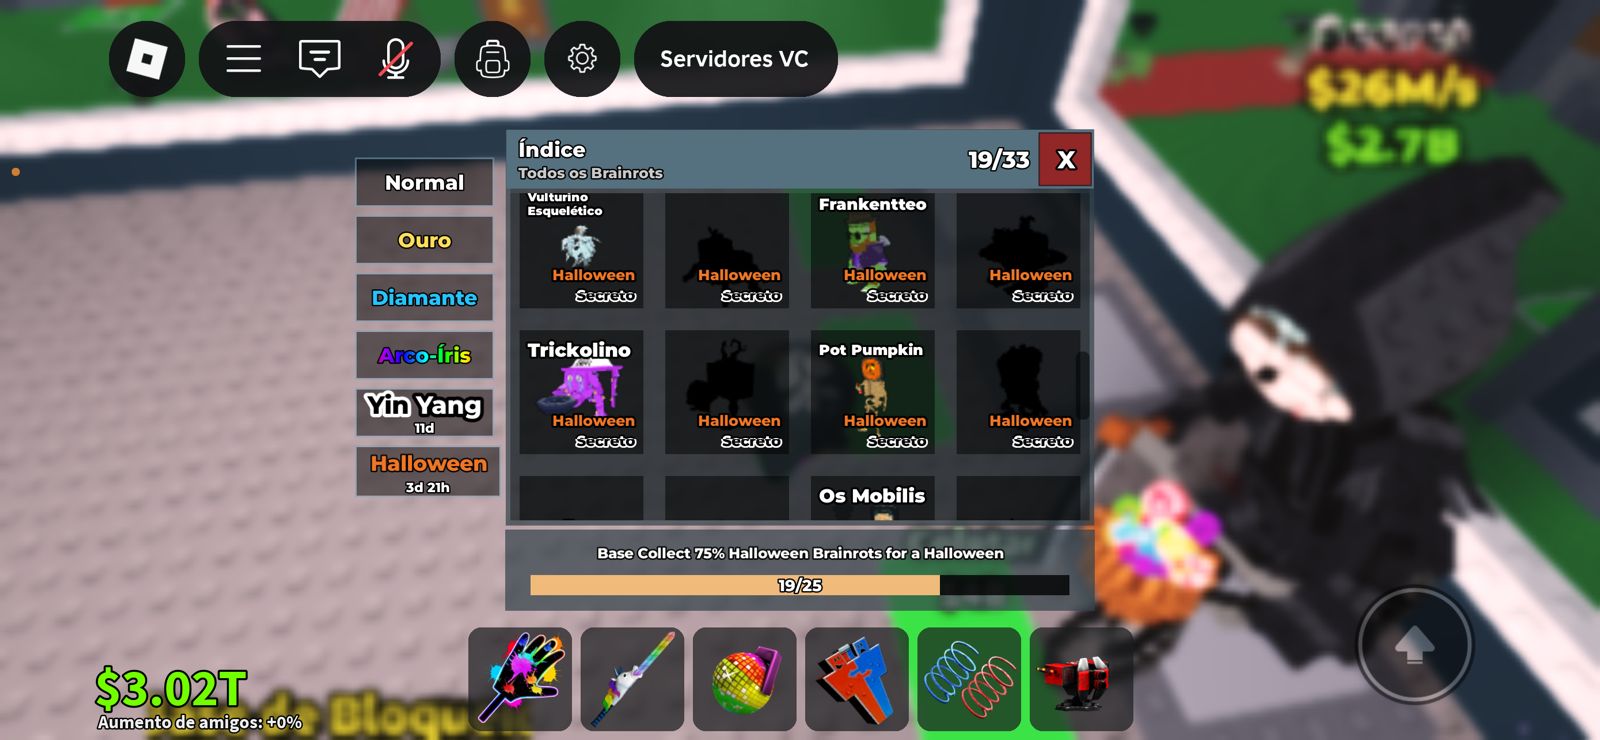 Servidores VC
$26M/s
$2.7B
Índice
Todos os Brainrots
19/33
X
Normal
Ouro
Diamante
Arco-Íris
Yin Yang
11d
Halloween
3d 21h
Vulturino
Esquelético
Halloween
Secreto
Halloween
Secreto
Frankentteo
Halloween
Secreto
Halloween
Secreto
Trickolino
Halloween
Secreto
Halloween
Secreto
Pot Pumpkin
Halloween
Secreto
Halloween
Secreto
Os Mobilis
Base Collect 75% Halloween Brainrots for a Halloween
19/25
$3.02T
Aumento de amigos: +0%